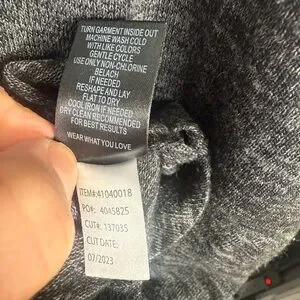 TURN GARMENT INSIDE OUT
MACHINE WASH COLD
WITH LIKE COLORS
GENTLE CYCLE
USE ONLY NON-CHLORINE
BELACH
IF NEEDED
RESHAPE AND LAY
FLAT TO DRY
COOL IRON IF NEEDED
DRY CLEAN RECOMMENDED
FOR BEST RESULTS
WEAR WHAT YOU LOVE
ITEM#:41040018
PO#: 4045825
CUT#: 137035
CUT DATE:
07/2023